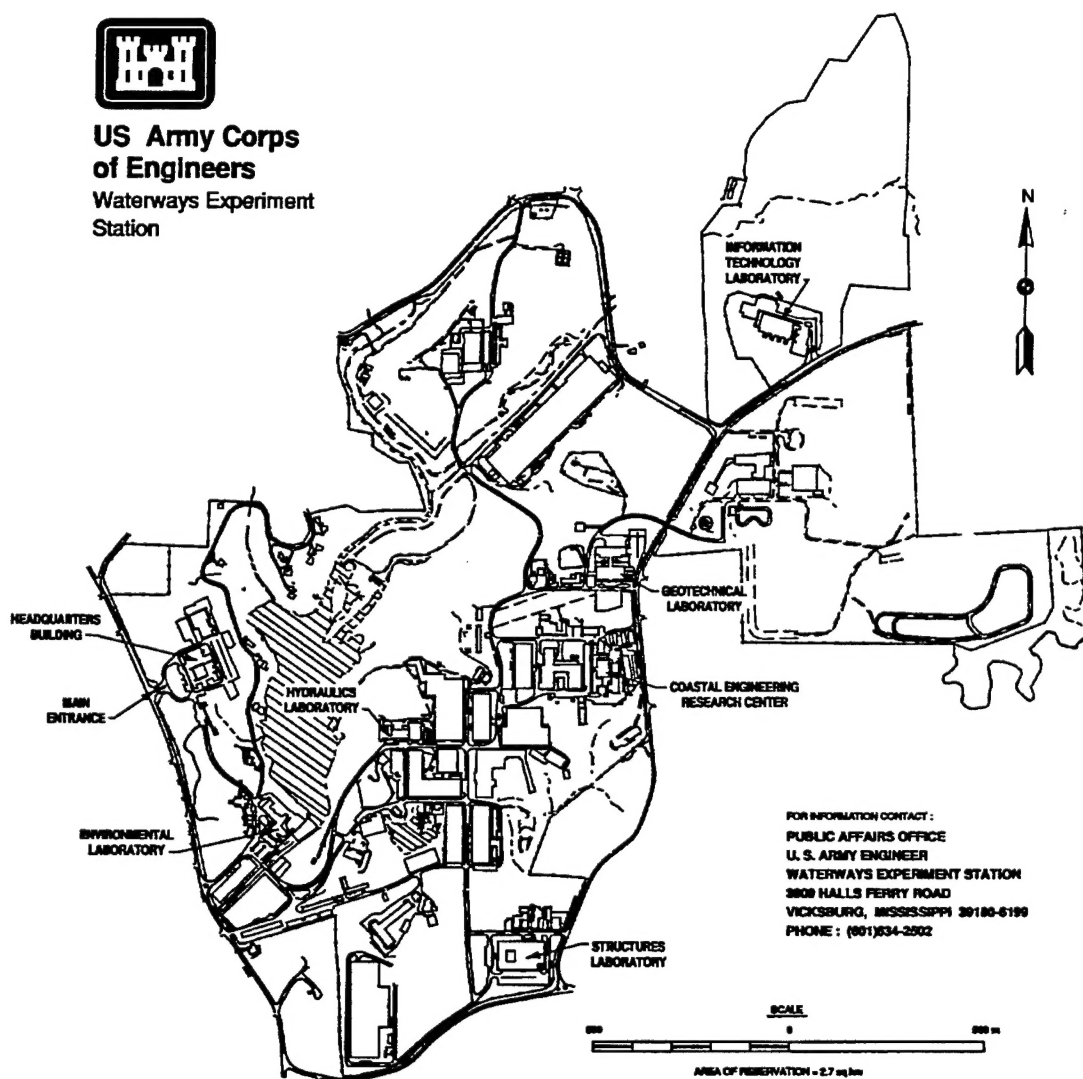 US Army Corps
of Engineers
Waterways Experiment
Station
N
INFORMATION
TECHNOLOGY
LABORATORY
GEOTECHNICAL
LABORATORY
HEADQUARTERS
BUILDING
MAIN
ENTRANCE
HYDRAULICS
LABORATORY
COASTAL ENGINEERING
RESEARCH CENTER
ENVIRONMENTAL
LABORATORY
STRUCTURES
LABORATORY
FOR INFORMATION CONTACT :
PUBLIC AFFAIRS OFFICE
U. S. ARMY ENGINEER
WATERWAYS EXPERIMENT STATION
3909 HALLS FERRY ROAD
VICKSBURG, MISSISSIPPI 39180-6199
PHONE : (601)634-2502
SCALE
500 0 500 m
AREA OF RESERVATION = 2.7 sq km